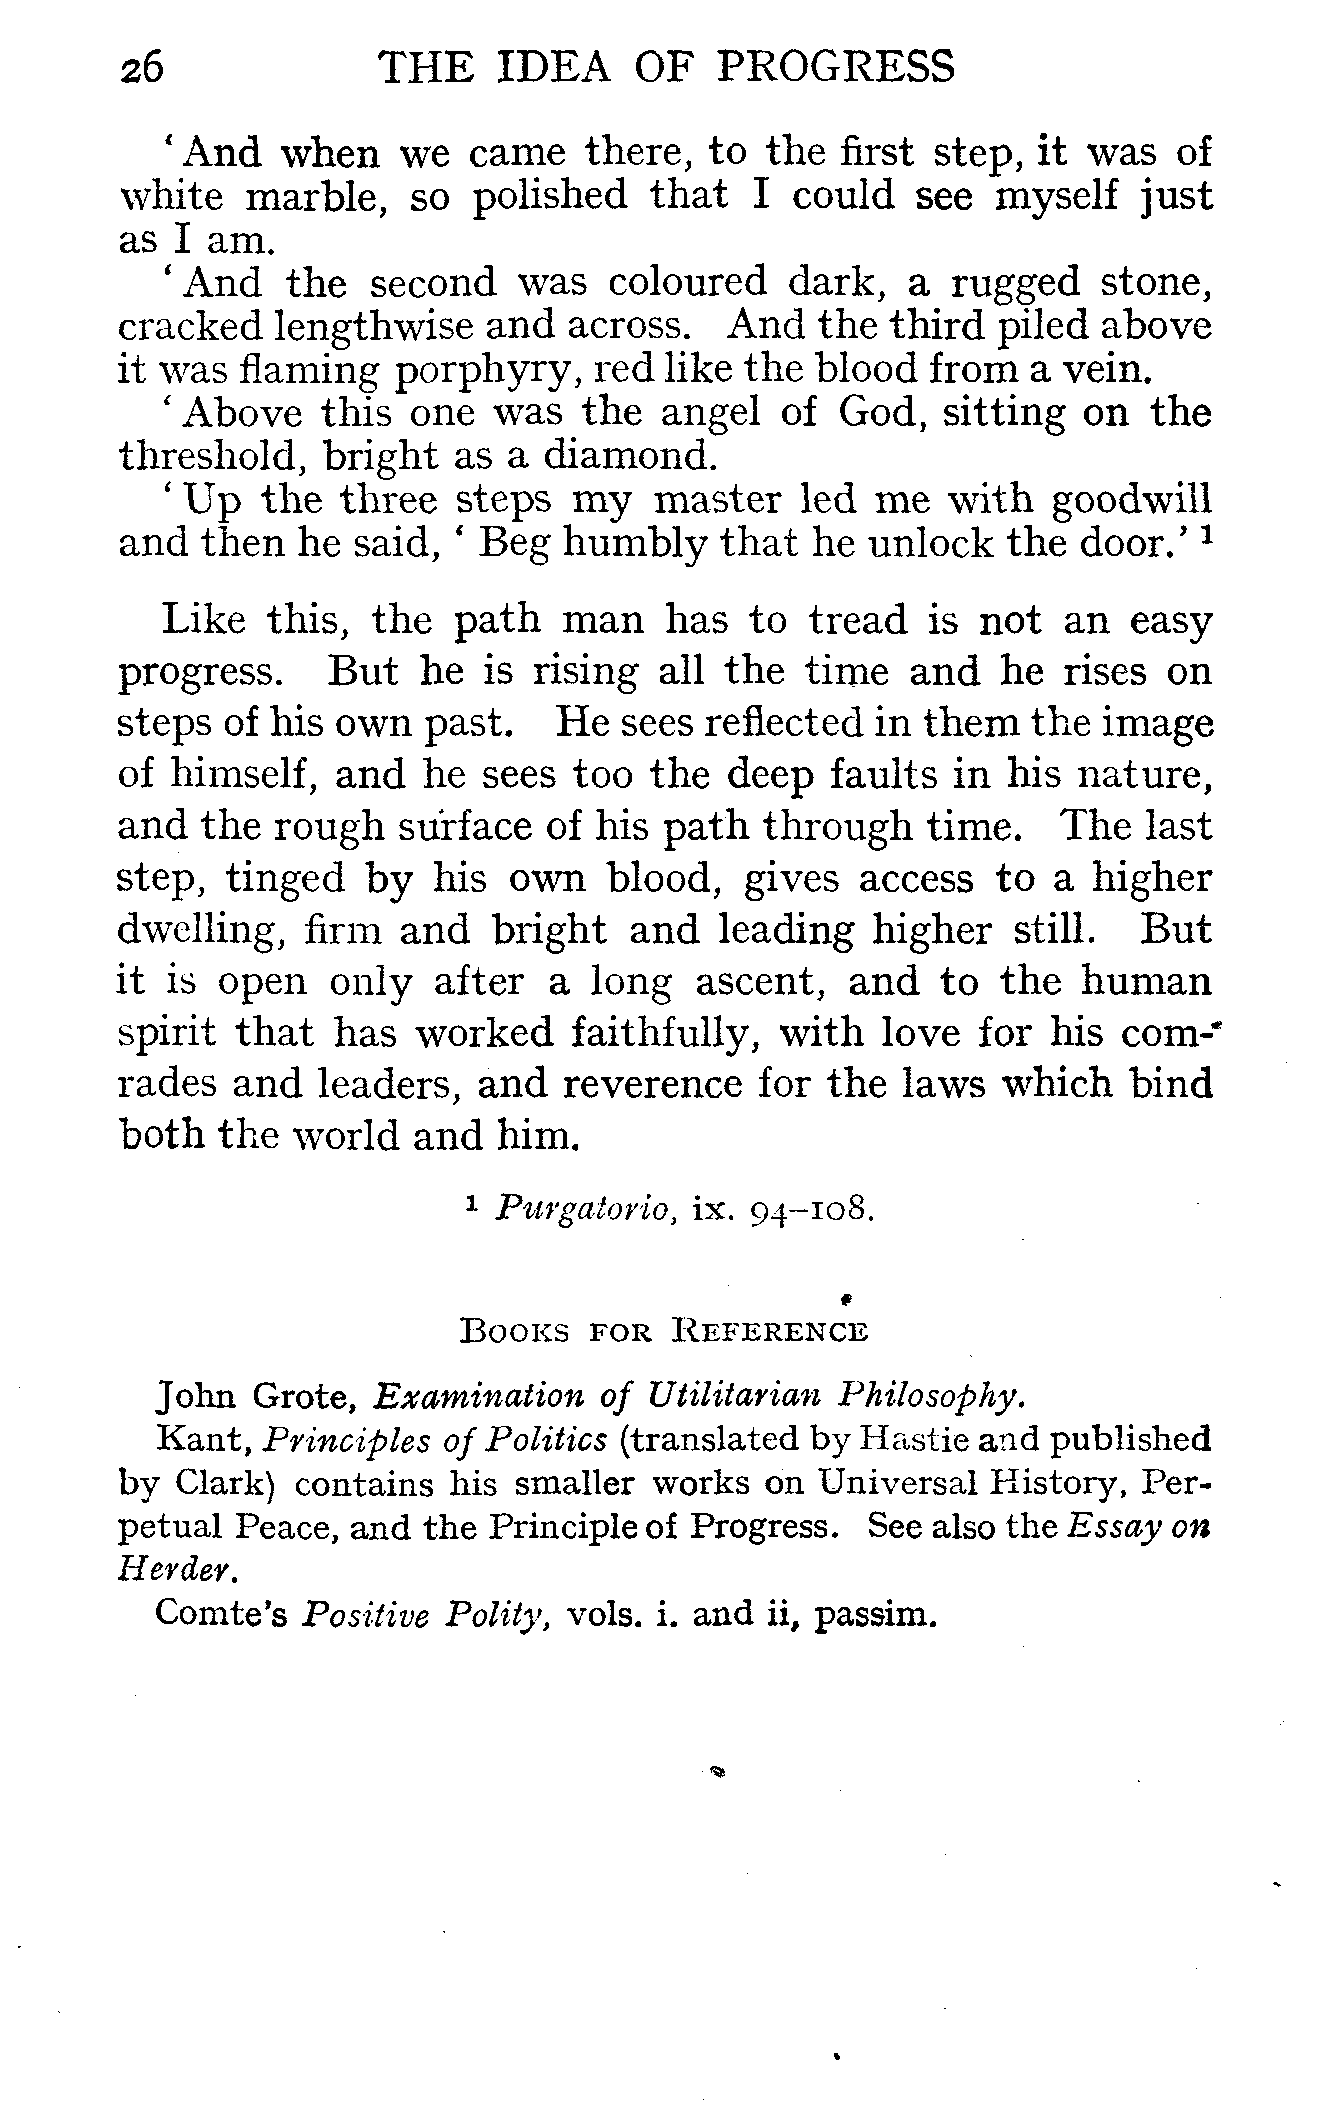 26 THE IDEA OF PROGRESS
‘And when we came there, to the first step, it was of
white marble, so polished that I could see myself just
as I am.
‘And the second was coloured dark, a rugged stone,
cracked lengthwise and across. And the third piled above
it was flaming porphyry, red like the blood from a vein.
‘Above this one was the angel of God, sitting on the
threshold, bright as a diamond.
‘Up the three steps my master led me with goodwill
and then he said, ‘Beg humbly that he unlock the door.’ ¹
Like this, the path man has to tread is not an easy
progress. But he is rising all the time and he rises on
steps of his own past. He sees reflected in them the image
of himself, and he sees too the deep faults in his nature,
and the rough surface of his path through time. The last
step, tinged by his own blood, gives access to a higher
dwelling, firm and bright and leading higher still. But
it is open only after a long ascent, and to the human
spirit that has worked faithfully, with love for his com-
rades and leaders, and reverence for the laws which bind
both the world and him.
¹ Purgatorio, ix. 94–108.
BOOKS FOR REFERENCE
John Grote, Examination of Utilitarian Philosophy.
Kant, Principles of Politics (translated by Hastie and published
by Clark) contains his smaller works on Universal History, Per-
petual Peace, and the Principle of Progress. See also the Essay on
Herder.
Comte's Positive Polity, vols. i. and ii, passim.